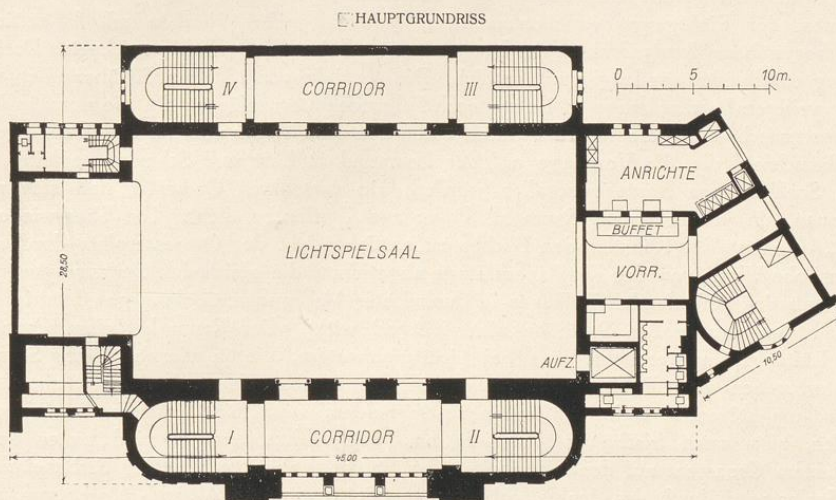 HAUPTGRUNDRISS
0 5 10m.
IV CORRIDOR III
ANRICHTE
BÜFFET
LICHTSPIELSAAL
28,50
VORR.
AUFZ.
10,50
I CORRIDOR II
45,00